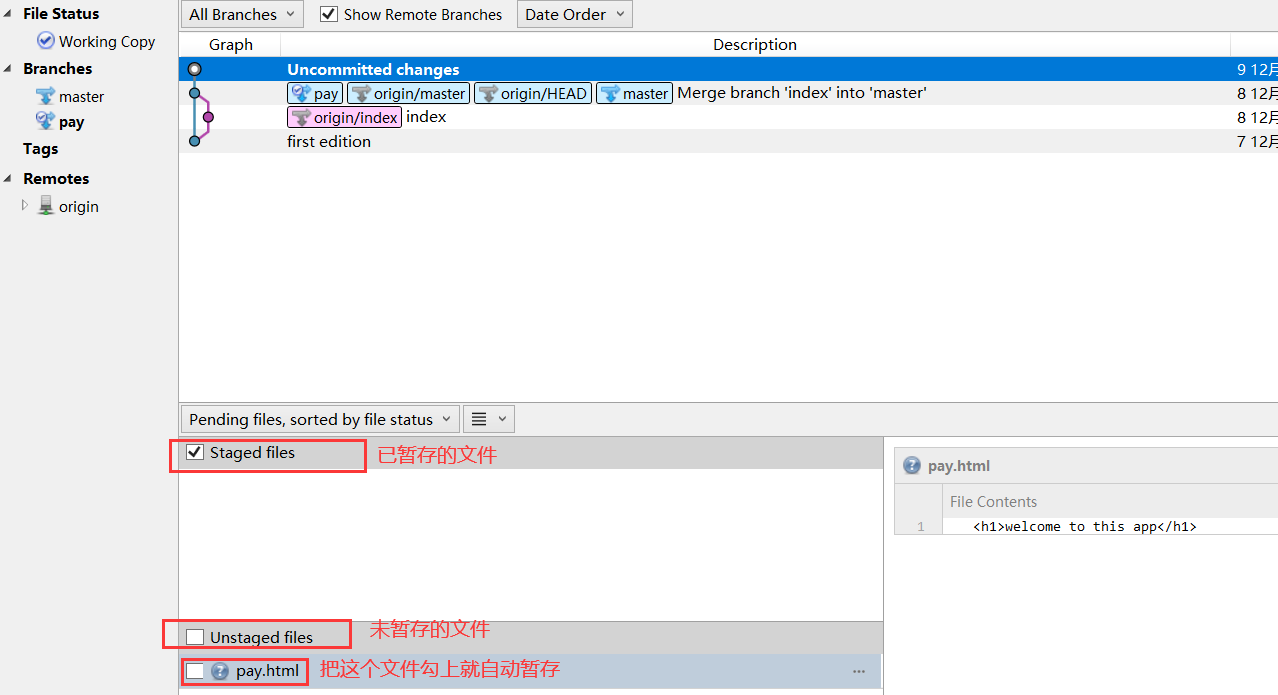 File Status
Working Copy
Branches
master
pay
Tags
Remotes
origin
All Branches Show Remote Branches Date Order
Graph Description
Uncommitted changes 9 12月
pay origin/master origin/HEAD master Merge branch 'index' into 'master' 8 12月
origin/index index 8 12月
first edition 7 12月
Pending files, sorted by file status
Staged files 已暂存的文件
Unstaged files 未暂存的文件
pay.html 把这个文件勾上就自动暂存 ...
pay.html
File Contents
1 <h1>welcome to this app</h1>